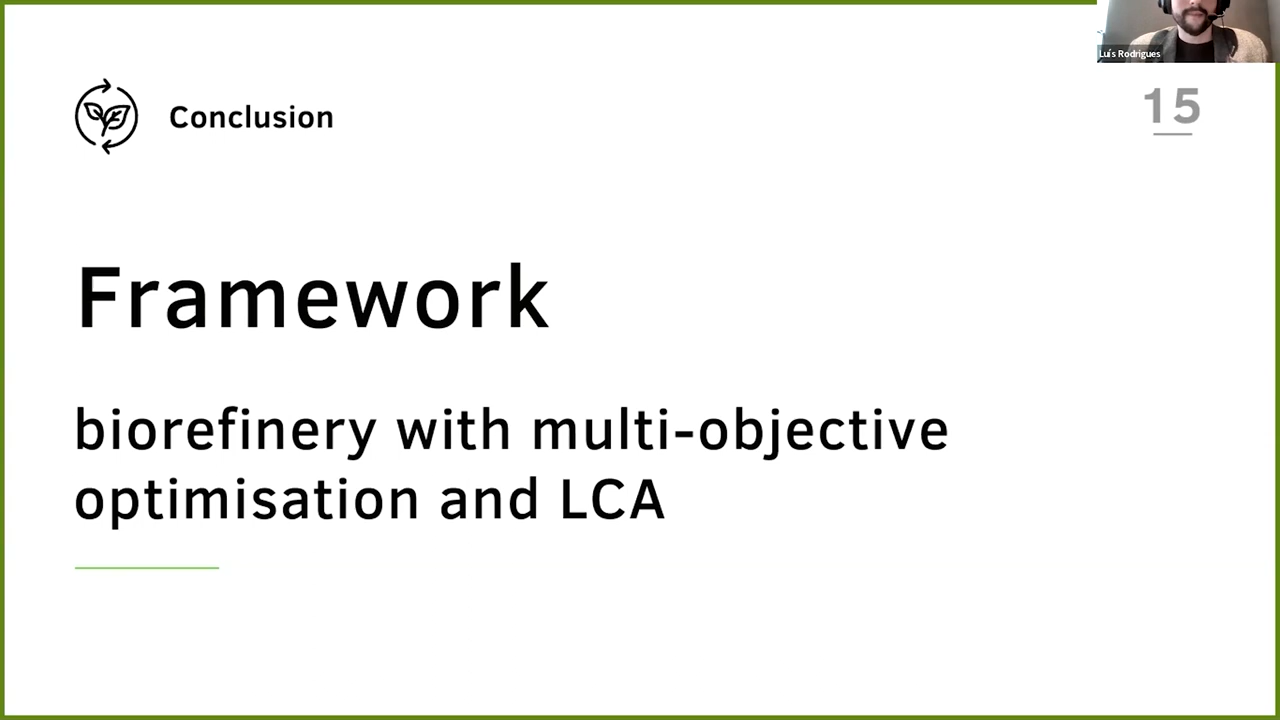 Luís Rodrigues
Conclusion
15
Framework
biorefinery with multi-objective
optimisation and LCA